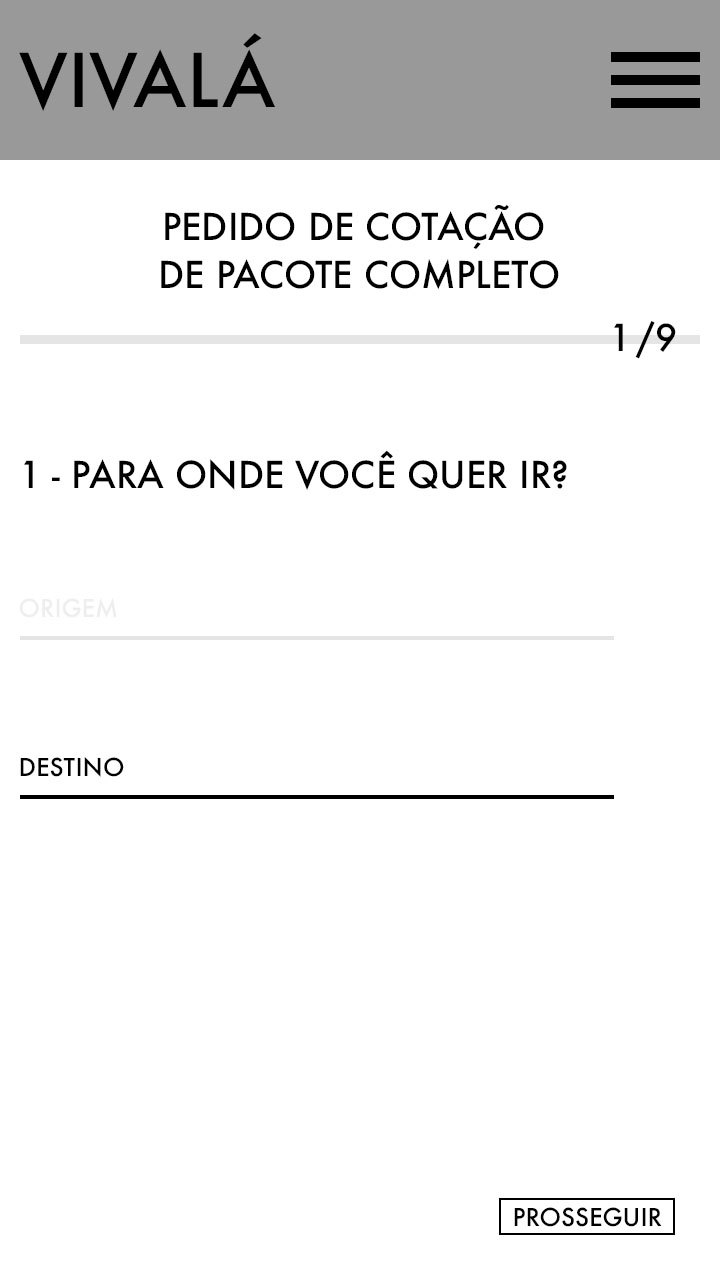 VIVALÁ
PEDIDO DE COTAÇÃO
DE PACOTE COMPLETO
1/9
1 - PARA ONDE VOCÊ QUER IR?
ORIGEM
DESTINO
PROSSEGUIR